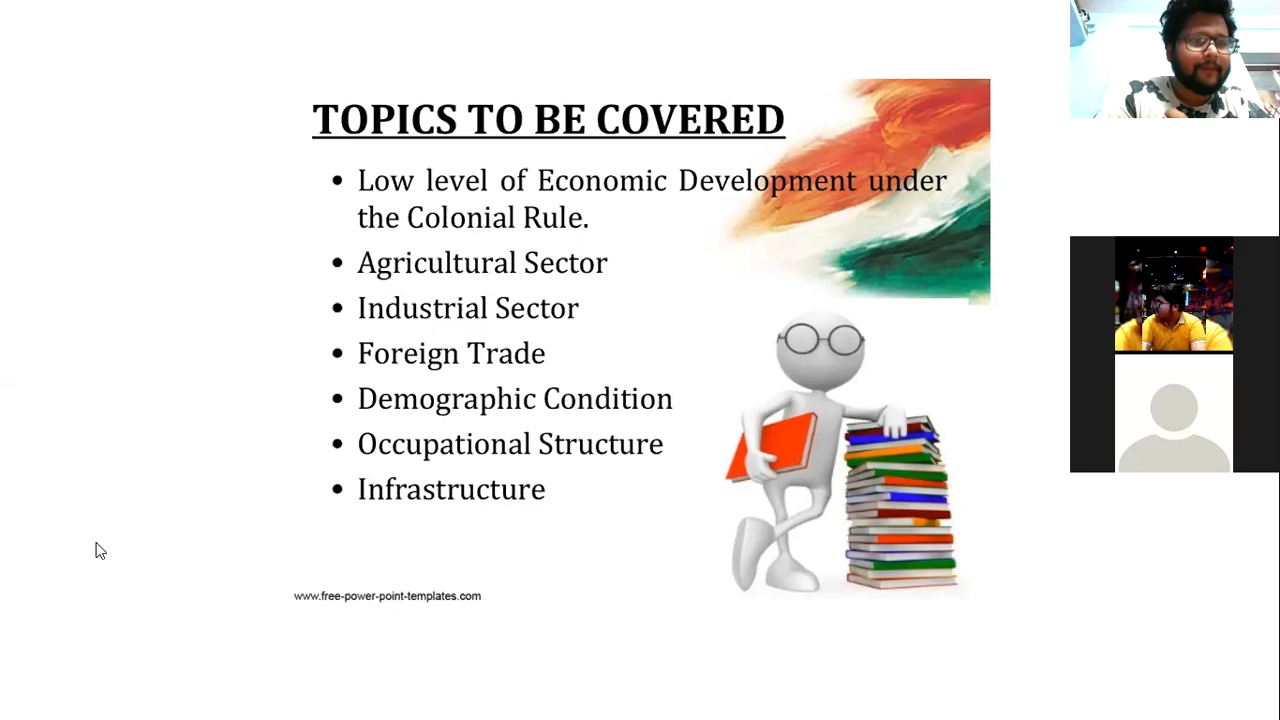 TOPICS TO BE COVERED
• Low level of Economic Development under
the Colonial Rule.
• Agricultural Sector
• Industrial Sector
• Foreign Trade
• Demographic Condition
• Occupational Structure
• Infrastructure
www.free-power-point-templates.com